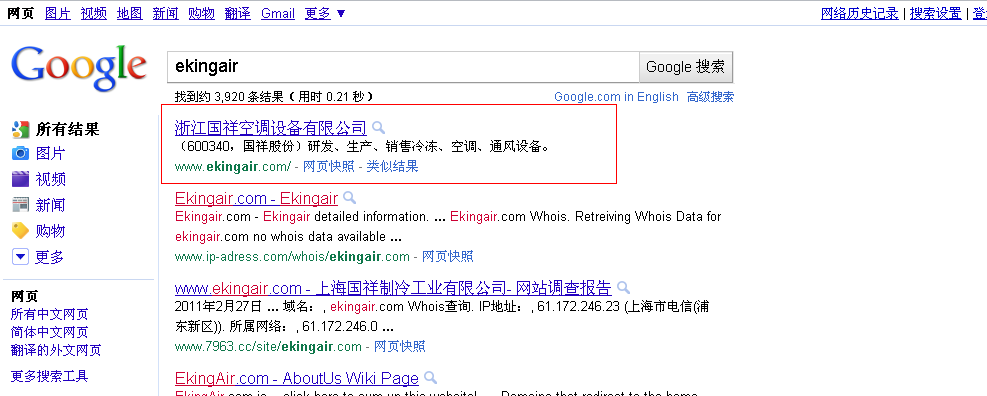 网页 图片 视频 地图 新闻 购物 翻译 Gmail 更多 ▼
网络历史记录 | 搜索设置 |
Google
ekingair
Google 搜索
找到约 3,920 条结果 ( 用时 0.21 秒 )
Google.com in English 高级搜索
所有结果
图片
视频
新闻
购物
更多
网页
所有中文网页
简体中文网页
翻译的外文网页
更多搜索工具
浙江国祥空调设备有限公司
（600340，国祥股份）研发、生产、销售冷冻、空调、通风设备。
www.ekingair.com/ - 网页快照 - 类似结果
Ekingair.com - Ekingair
Ekingair.com - Ekingair detailed information. ... Ekingair.com Whois. Retreiving Whois Data for
ekingair.com no whois data available ...
www.ip-adress.com/whois/ekingair.com - 网页快照
www.ekingair.com - 上海国祥制冷工业有限公司- 网站调查报告
2011年2月27日 ... 域名：, ekingair.com Whois查询. IP地址：, 61.172.246.23 (上海市电信(浦
东新区)). 所属网络：, 61.172.246.0 ...
www.7963.cc/site/ekingair.com - 网页快照
EkingAir.com - AboutUs Wiki Page